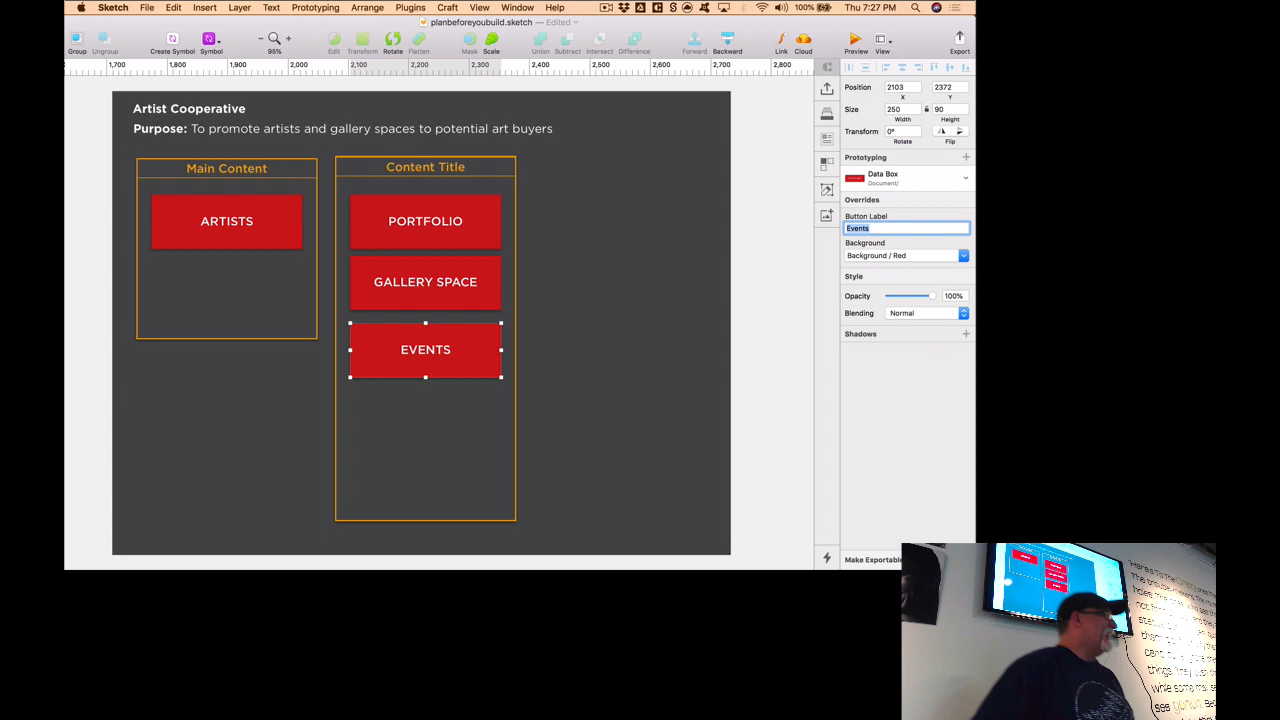 Sketch File Edit Insert Layer Text Prototyping Arrange Plugins Craft View Window Help 100% Thu 7:27 PM
planbeforeyoubuild.sketch — Edited
Group Ungroup Create Symbol Symbol 95% Edit Transform Rotate Flatten Mask Scale Union Subtract Intersect Difference Forward Backward Link Cloud Preview View Export
1,700 1,800 1,900 2,000 2,100 2,200 2,300 2,400 2,500 2,600 2,700 2,800
Artist Cooperative
Purpose: To promote artists and gallery spaces to potential art buyers
Main Content
ARTISTS
Content Title
PORTFOLIO
GALLERY SPACE
EVENTS
Position 2103 2372
X Y
Size 250 90
Width Height
Transform 0°
Rotate Flip
Prototyping
Data Box
Document/
Overrides
Button Label
Events
Background
Background / Red
Style
Opacity 100%
Blending Normal
Shadows
Make Exportable